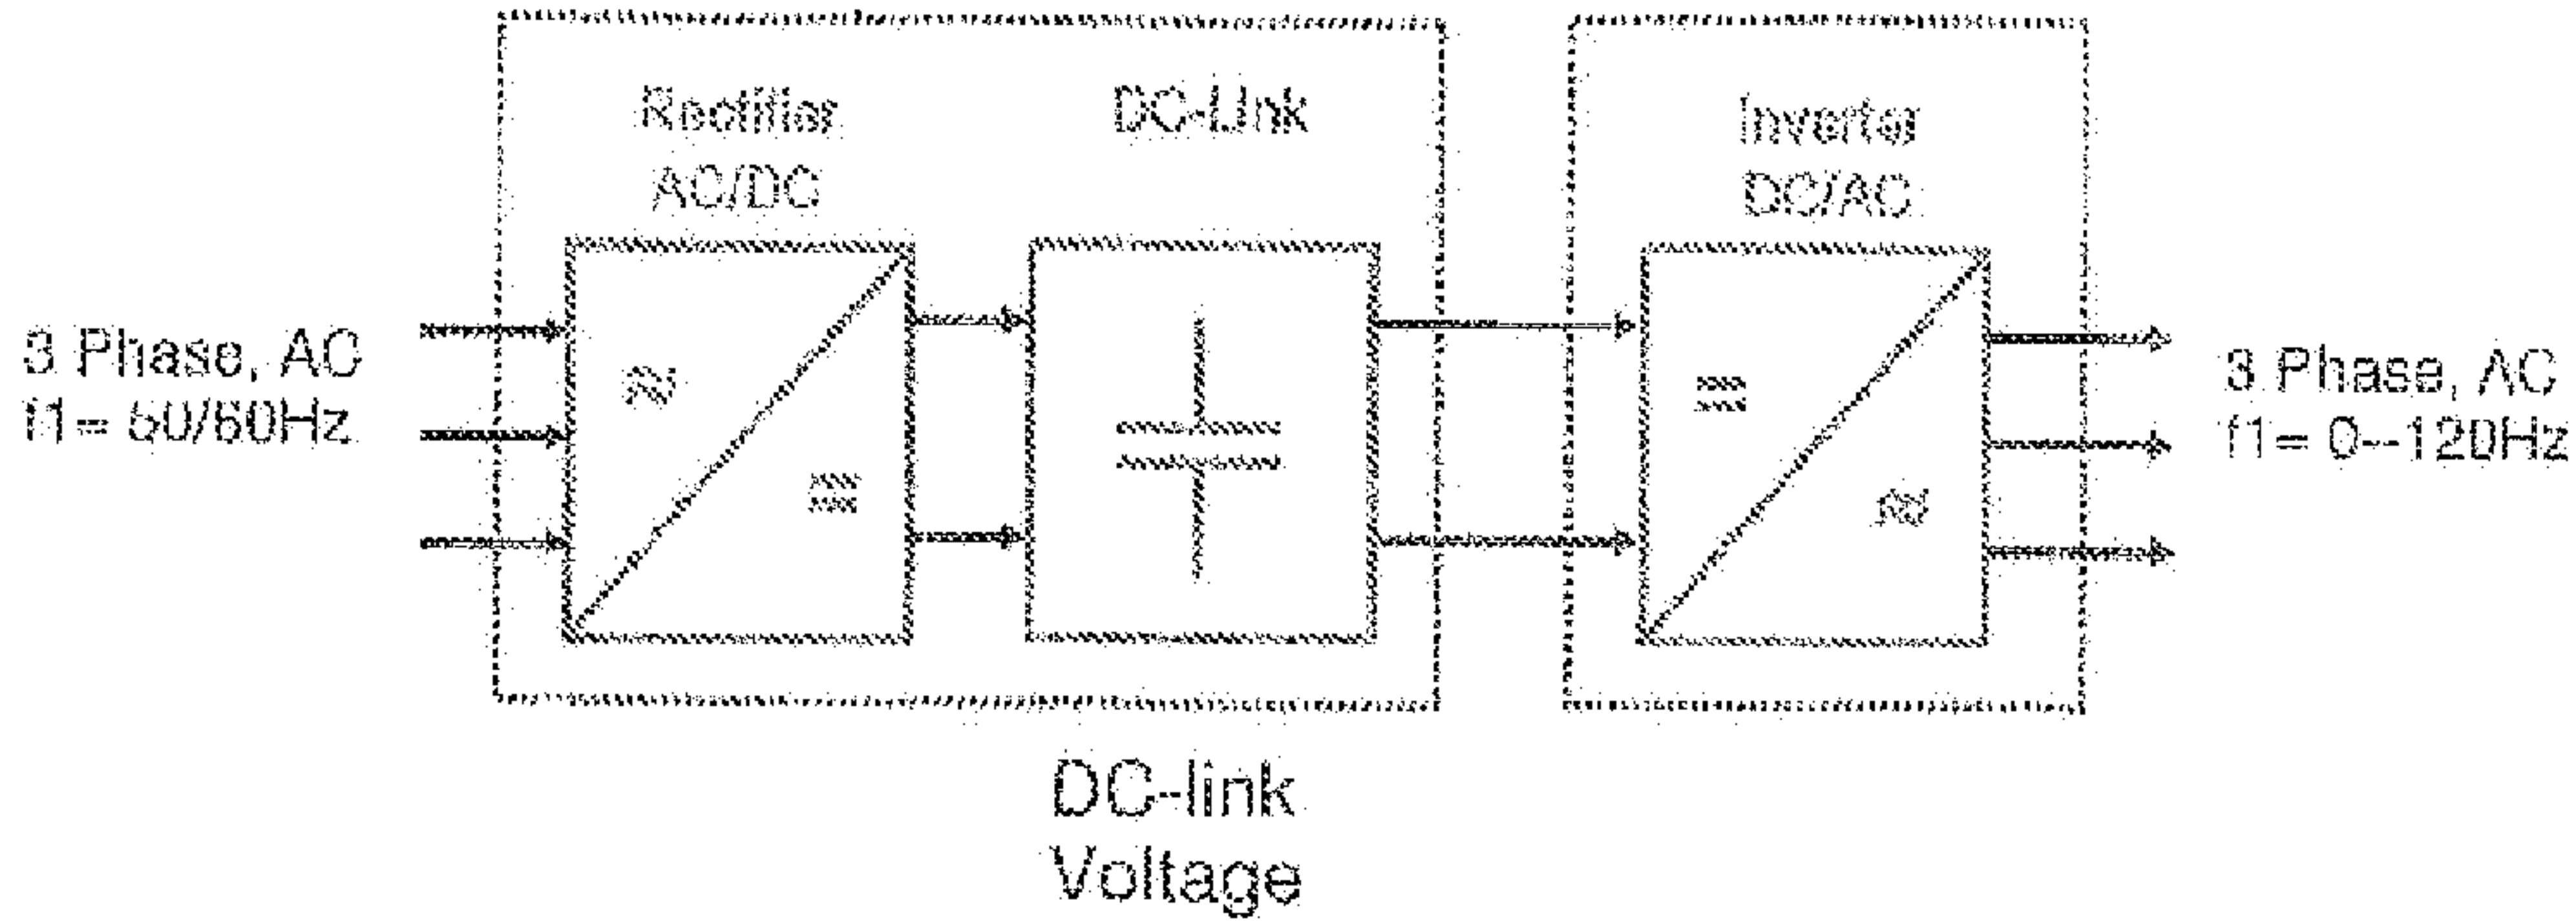 Rectifier
AC/DC
DC-Link
Inverter
DC/AC
3 Phase, AC
f1= 50/60Hz
3 Phase, AC
f1= 0--120Hz
DC-link
Voltage